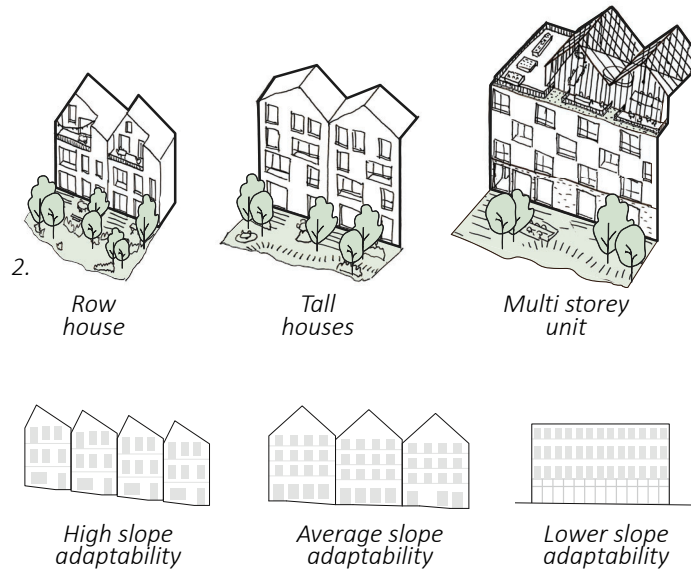 2.
Row
house
Tall
houses
Multi storey
unit
High slope
adaptability
Average slope
adaptability
Lower slope
adaptability